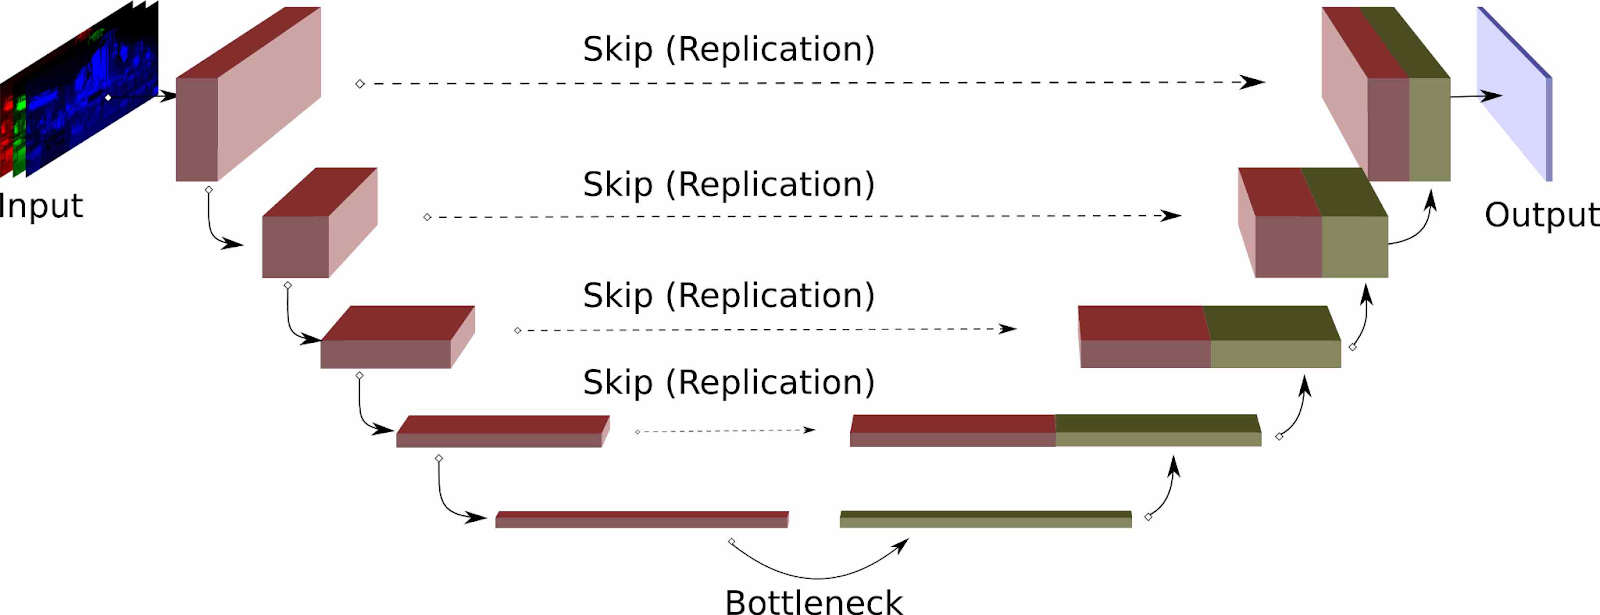 Skip (Replication)
Input
Skip (Replication)
Output
Skip (Replication)
Skip (Replication)
Bottleneck